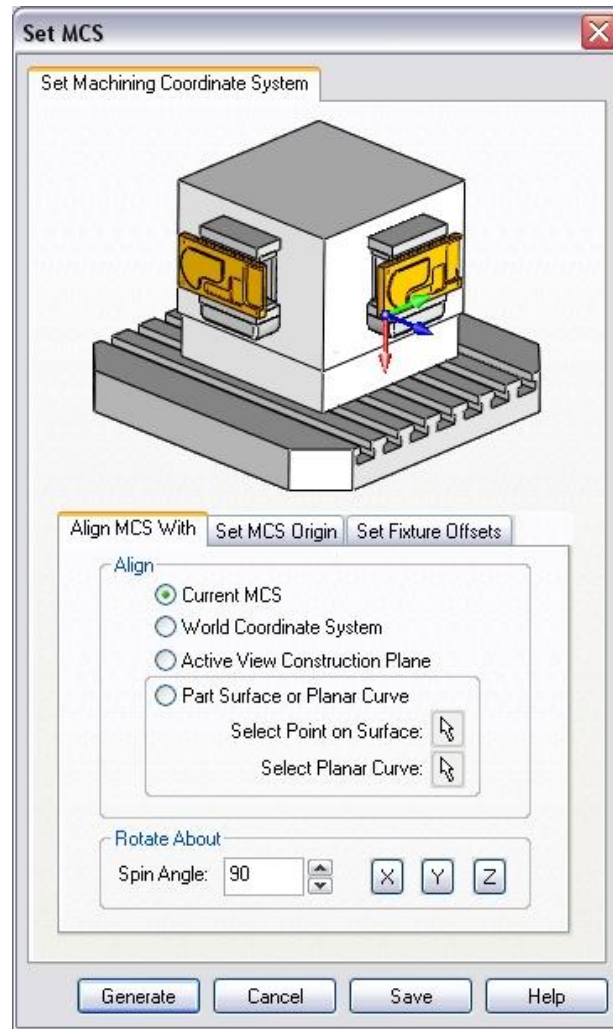 Set MCS
Set Machining Coordinate System
Align MCS With Set MCS Origin Set Fixture Offsets
Align
Current MCS
World Coordinate System
Active View Construction Plane
Part Surface or Planar Curve
Select Point on Surface:
Select Planar Curve:
Rotate About
Spin Angle: 90 X Y Z
Generate Cancel Save Help